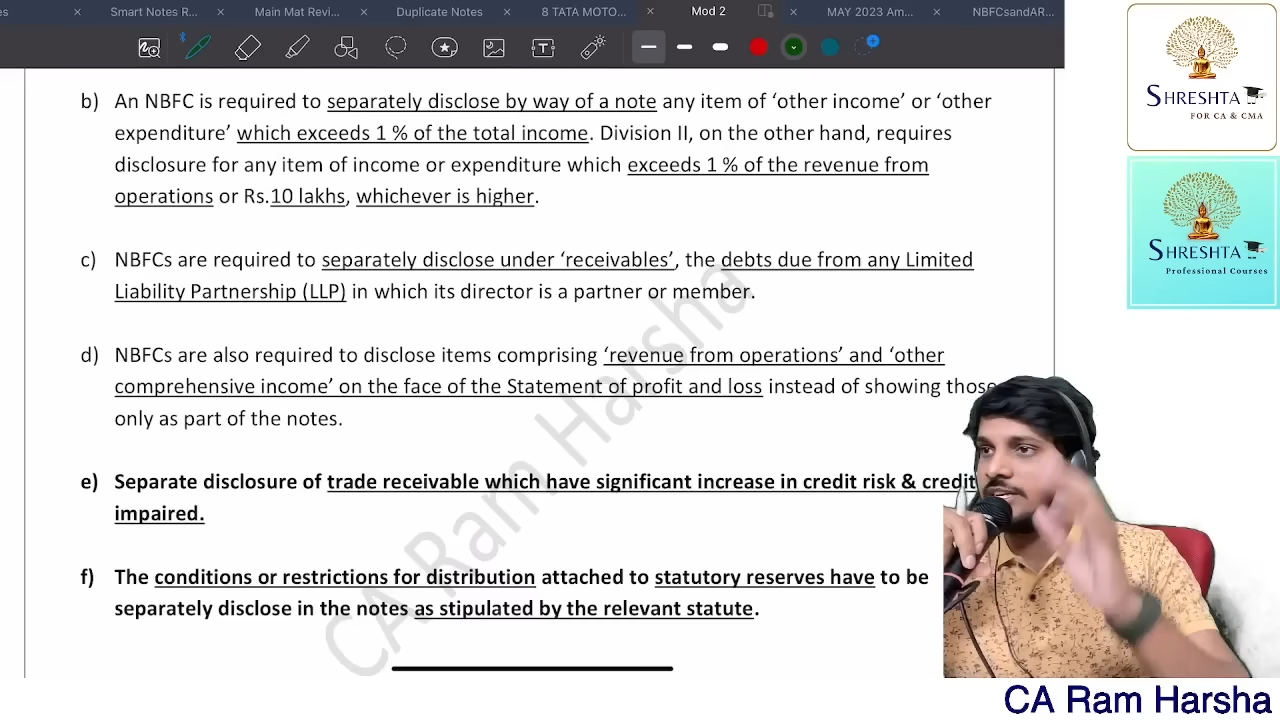 es
Smart Notes R...
Main Mat Revi...
Duplicate Notes
8 TATA MOTO...
Mod 2
MAY 2023 Am...
NBFCsandAR...
b) An NBFC is required to separately disclose by way of a note any item of ‘other income’ or ‘other
expenditure’ which exceeds 1 % of the total income. Division II, on the other hand, requires
disclosure for any item of income or expenditure which exceeds 1 % of the revenue from
operations or Rs.10 lakhs, whichever is higher.
c) NBFCs are required to separately disclose under ‘receivables’, the debts due from any Limited
Liability Partnership (LLP) in which its director is a partner or member.
d) NBFCs are also required to disclose items comprising ‘revenue from operations’ and ‘other
comprehensive income’ on the face of the Statement of profit and loss instead of showing those
only as part of the notes.
e) Separate disclosure of trade receivable which have significant increase in credit risk & credit
impaired.
f) The conditions or restrictions for distribution attached to statutory reserves have to be
separately disclose in the notes as stipulated by the relevant statute.
CA Ram Harsha
SHRESHTA
FOR CA & CMA
SHRESHTA
Professional Courses
CA Ram Harsha